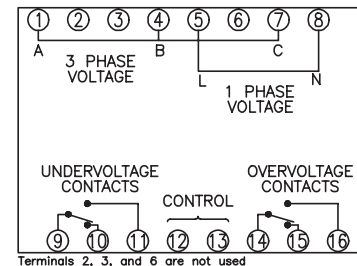 1 2 3 4 5 6 7 8
A B C
3 PHASE
VOLTAGE
L N
1 PHASE
VOLTAGE
UNDERVOLTAGE
CONTACTS
CONTROL
OVERVOLTAGE
CONTACTS
9 10 11 12 13 14 15 16
Terminals 2, 3, and 6 are not used